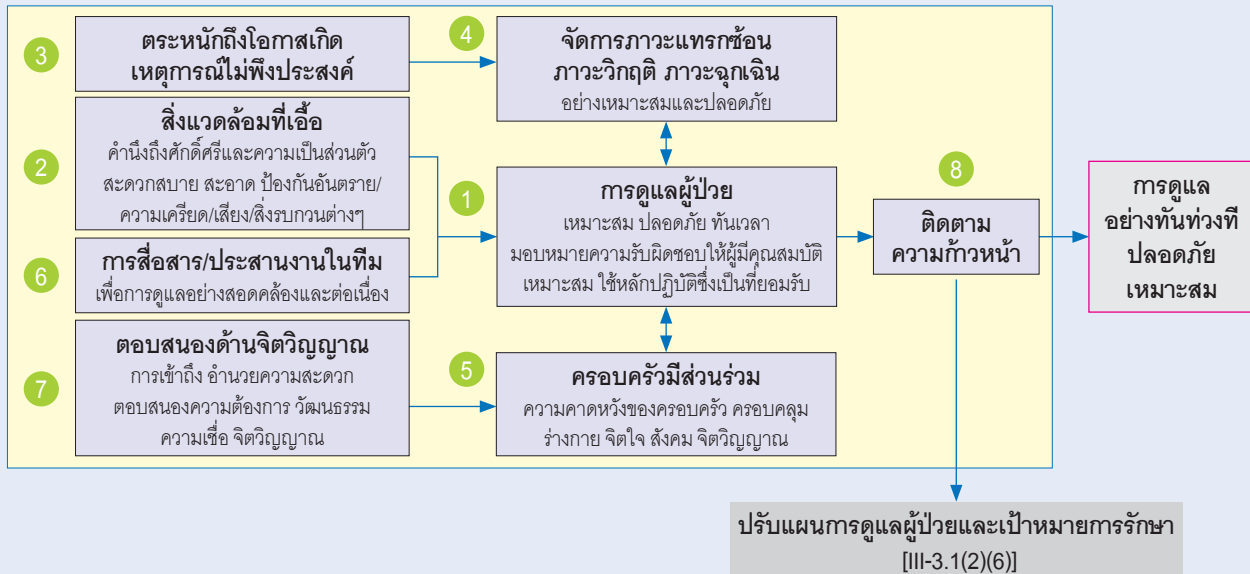 3
ตระหนักถึงโอกาสเกิด
เหตุการณ์ไม่พึงประสงค์
4
จัดการภาวะแทรกซ้อน
ภาวะวิกฤติ ภาวะฉุกเฉิน
อย่างเหมาะสมและปลอดภัย
2
สิ่งแวดล้อมที่เอื้อ
คำนึงถึงศักดิ์ศรีและความเป็นส่วนตัว
สะดวกสบาย สะอาด ป้องกันอันตราย/
ความเครียด/เสียง/สิ่งรบกวนต่างๆ
6
การสื่อสาร/ประสานงานในทีม
เพื่อการดูแลอย่างสอดคล้องและต่อเนื่อง
1
การดูแลผู้ป่วย
เหมาะสม ปลอดภัย ทันเวลา
มอบหมายความรับผิดชอบให้ผู้มีคุณสมบัติ
เหมาะสม ใช้หลักปฏิบัติซึ่งเป็นที่ยอมรับ
8
ติดตาม
ความก้าวหน้า
การดูแล
อย่างทันท่วงที
ปลอดภัย
เหมาะสม
7
ตอบสนองด้านจิตวิญญาณ
การเข้าถึง อำนวยความสะดวก
ตอบสนองความต้องการ วัฒนธรรม
ความเชื่อ จิตวิญญาณ
5
ครอบครัวมีส่วนร่วม
ความคาดหวังของครอบครัว ครอบคลุม
ร่างกาย จิตใจ สังคม จิตวิญญาณ
ปรับแผนการดูแลผู้ป่วยและเป้าหมายการรักษา
[III-3.1(2)(6)]